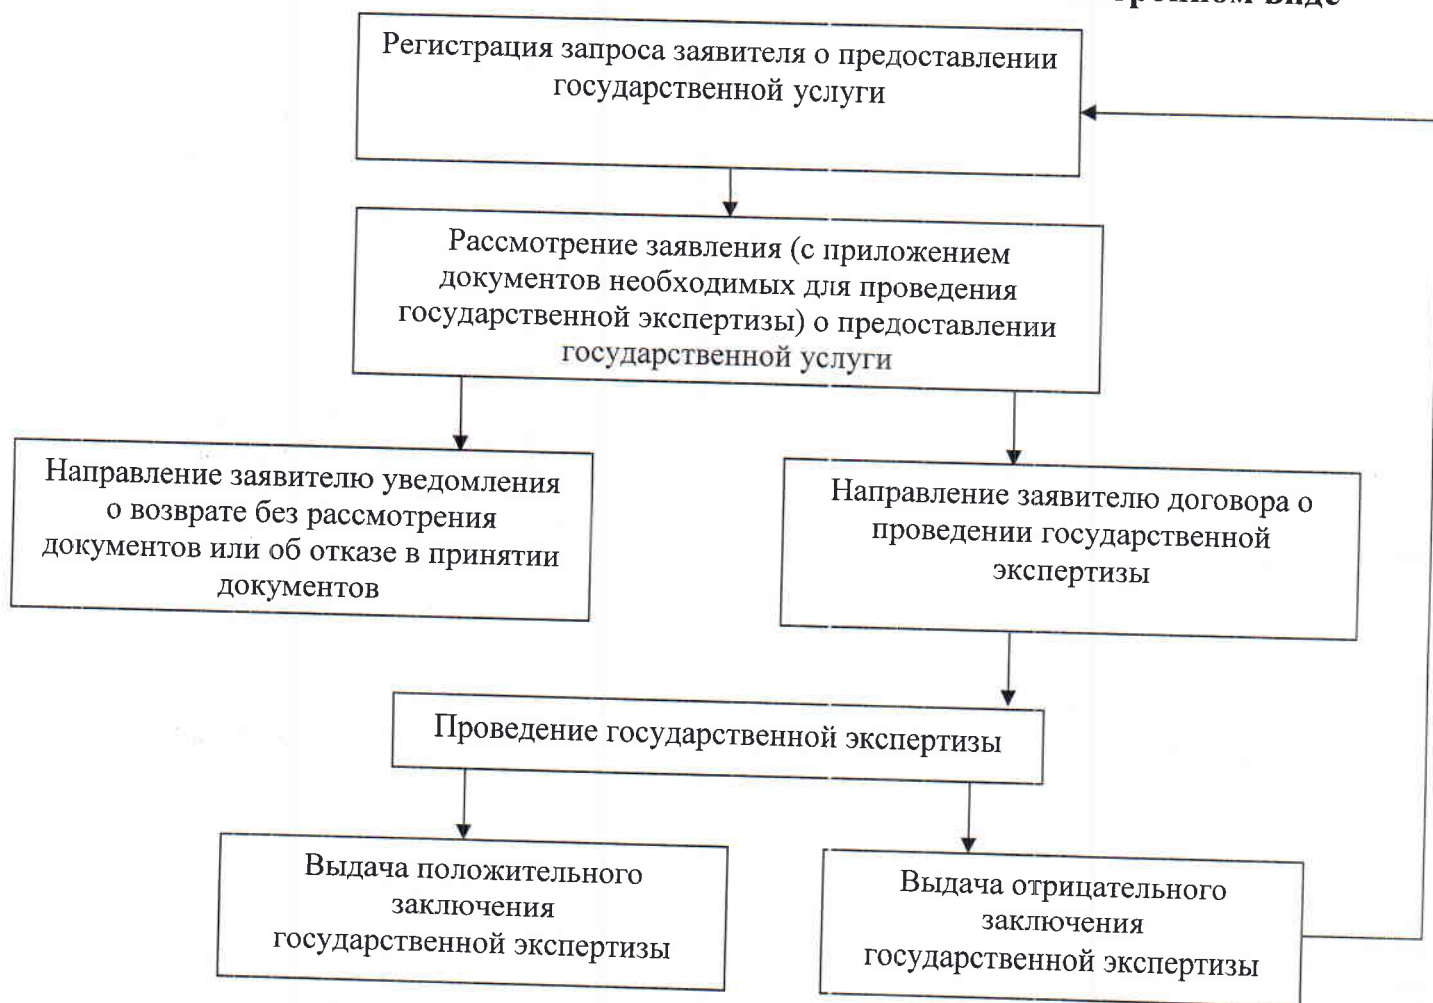 виде
Регистрация запроса заявителя о предоставлении
государственной услуги
Рассмотрение заявления (с приложением
документов необходимых для проведения
государственной экспертизы) о предоставлении
государственной услуги
Направление заявителю уведомления
о возврате без рассмотрения
документов или об отказе в принятии
документов
Направление заявителю договора о
проведении государственной
экспертизы
Проведение государственной экспертизы
Выдача положительного
заключения
государственной экспертизы
Выдача отрицательного
заключения
государственной экспертизы